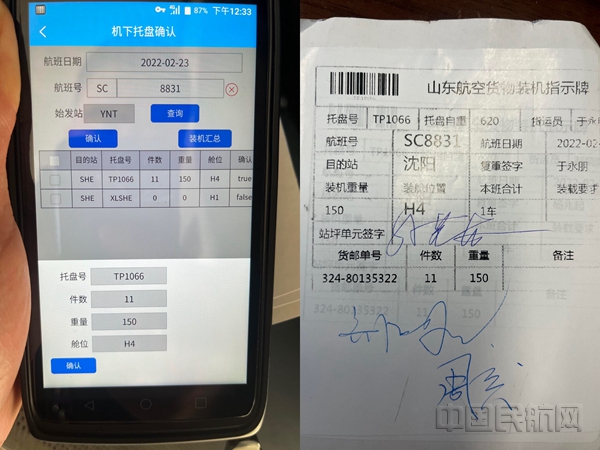 87% 下午12:33
机下托盘确认
航班日期 2022-02-23
航班号 SC 8831
始发站 YNT 查询
确认 装机汇总
目的站 托盘号 件数 重量 舱位 确认
SHE TP1066 11 150 H4 true
SHE XLSHE 0 0 H1 false
托盘号 TP1066
件数 11
重量 150
舱位 H4
确认
山东航空货物装机指示牌
托盘号 TP1066 托盘自重 620 货运员 于永朋
航班号 SC8831 航班日期 2022-02-
目的站 沈阳 复重签字 于永朋
装机重量 装舱位置 本班合计 装载要求
150 H4 1车
站坪单元签字
货邮单号 件数 重量 备注
324-80135322 11 150
中国民航网